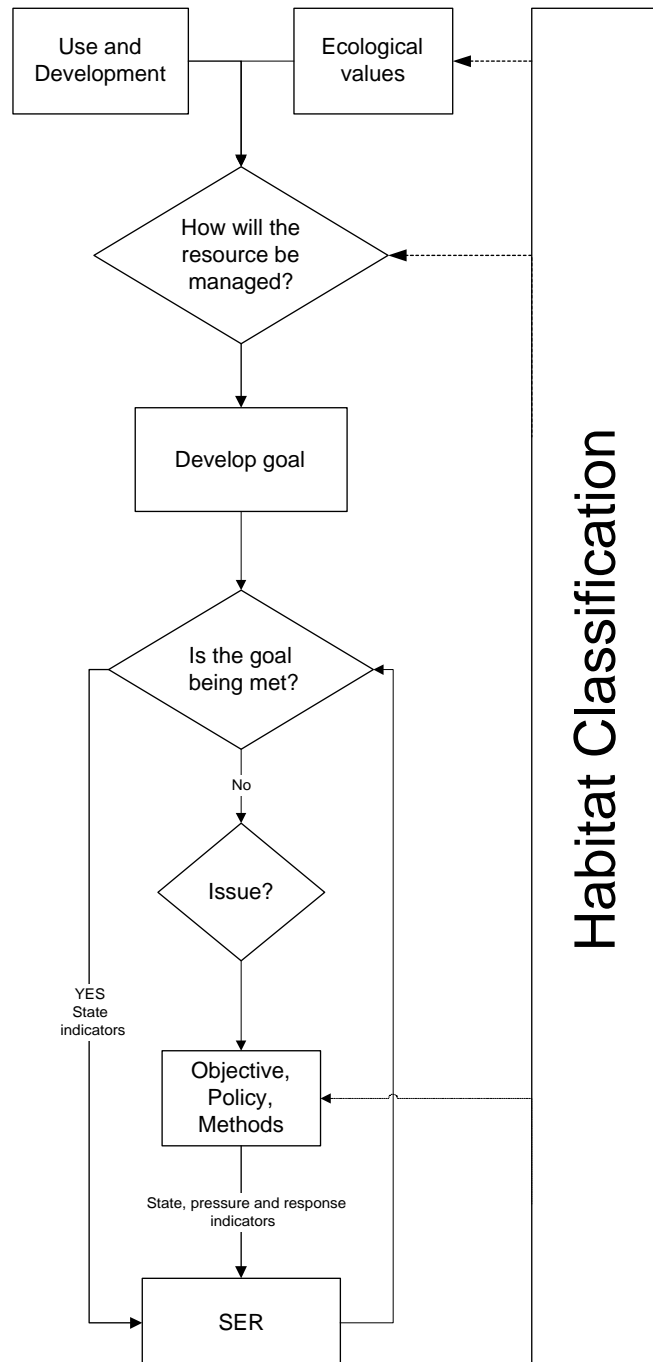 Use and
Development
Ecological
values
How will the
resource be
managed?
Develop goal
Is the goal
being met?
No
Issue?
YES
State
indicators
Objective,
Policy,
Methods
State, pressure and response
indicators
SER
Habitat Classification